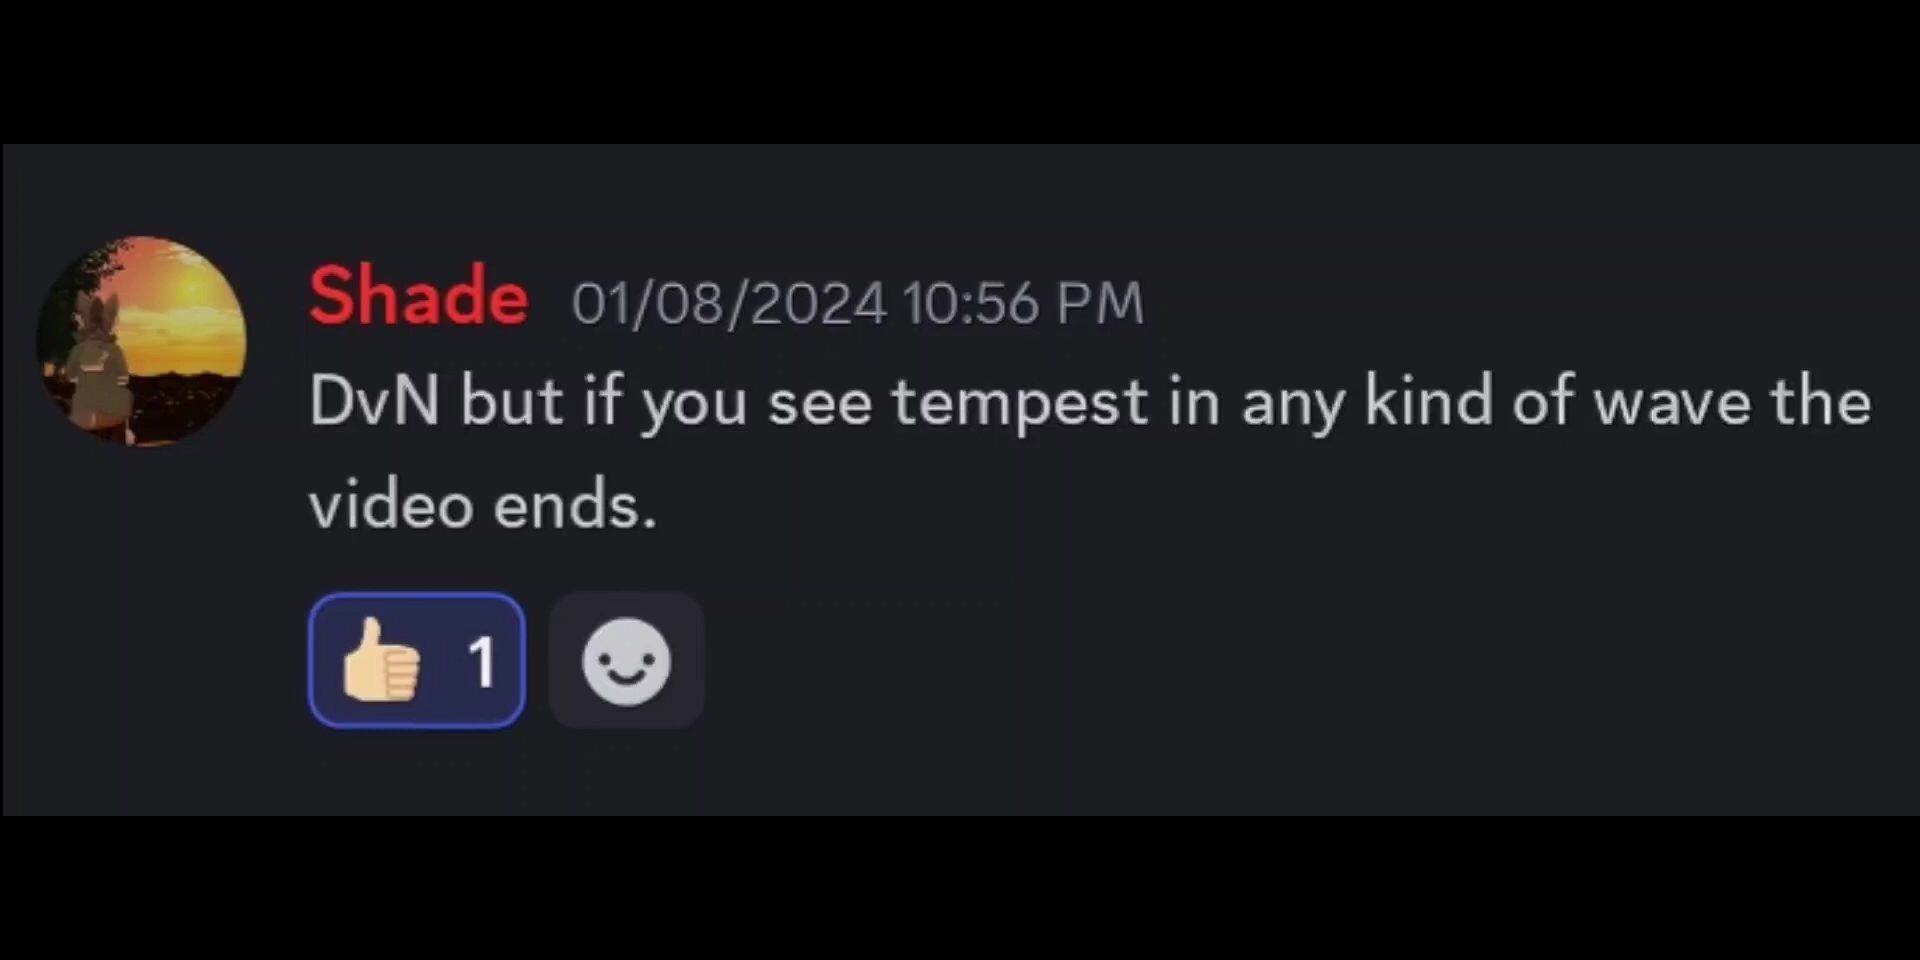 Shade 01/08/2024 10:56 PM
DvN but if you see tempest in any kind of wave the
video ends.
1